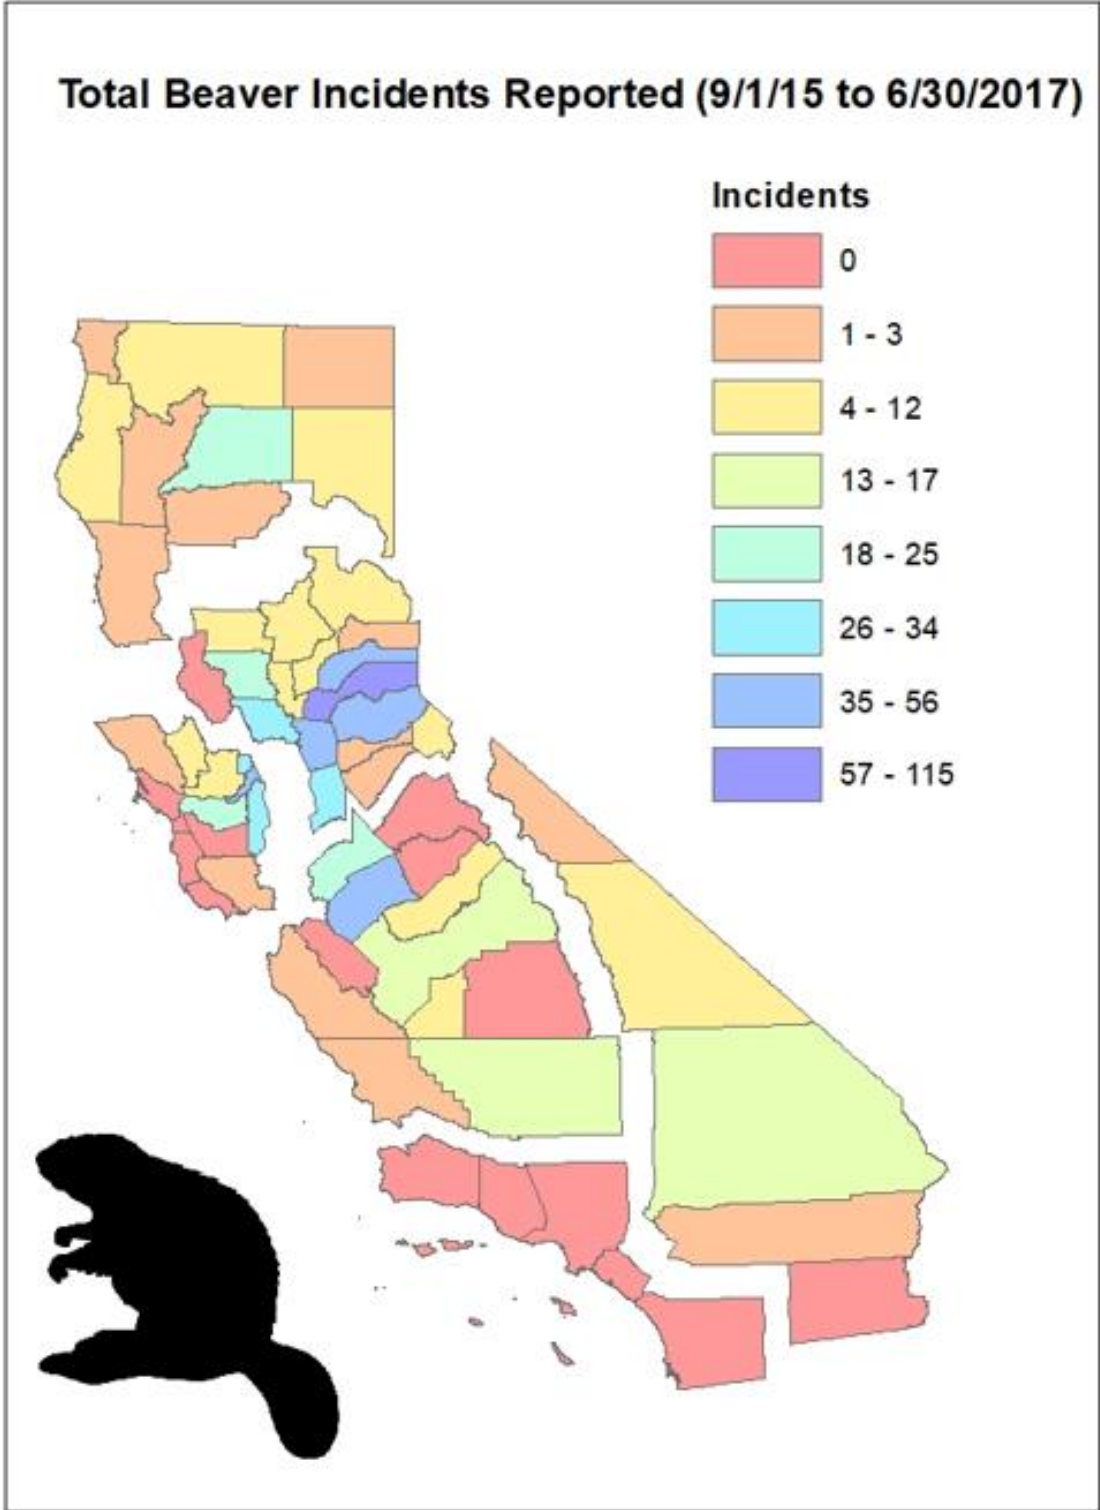 Total Beaver Incidents Reported (9/1/15 to 6/30/2017)
Incidents
0
1 - 3
4 - 12
13 - 17
18 - 25
26 - 34
35 - 56
57 - 115